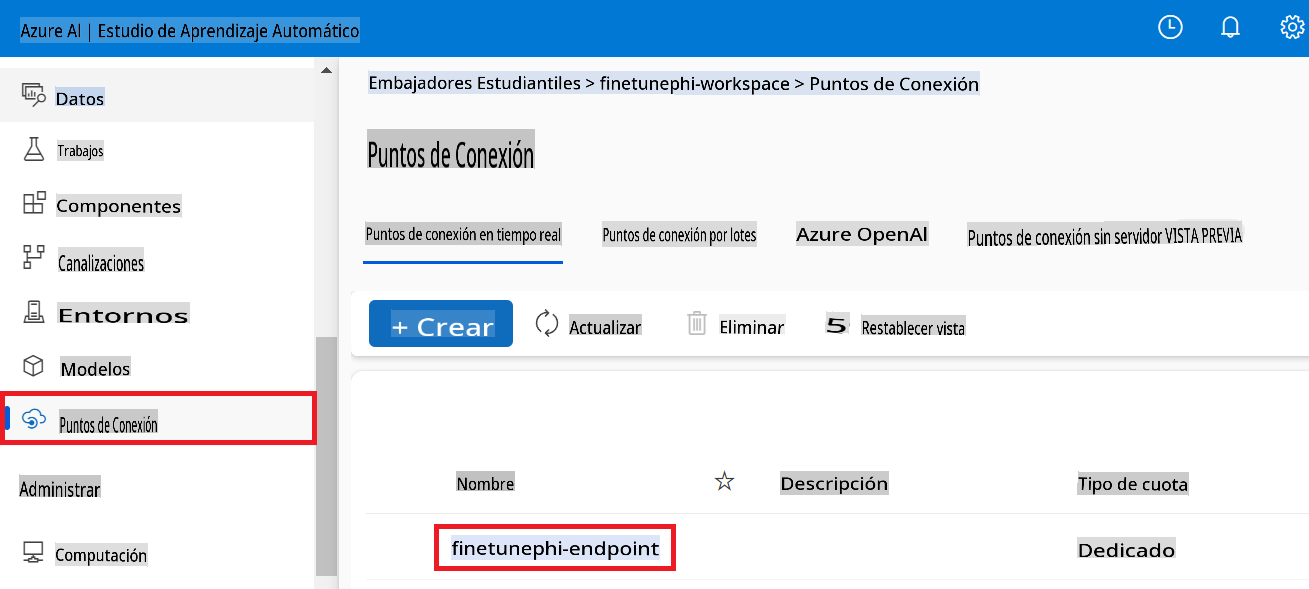 Azure AI | Estudio de Aprendizaje Automático
Datos
Trabajos
Componentes
Canalizaciones
Entornos
Modelos
Puntos de Conexión
Administrar
Computación
Embajadores Estudiantiles > finetunephi-workspace > Puntos de Conexión
Puntos de Conexión
Puntos de conexión en tiempo real Puntos de conexión por lotes Azure OpenAI Puntos de conexión sin servidor VISTA PREVIA
+ Crear Actualizar Eliminar 5 Restablecer vista
Nombre Descripción Tipo de cuota
finetunephi-endpoint Dedicado